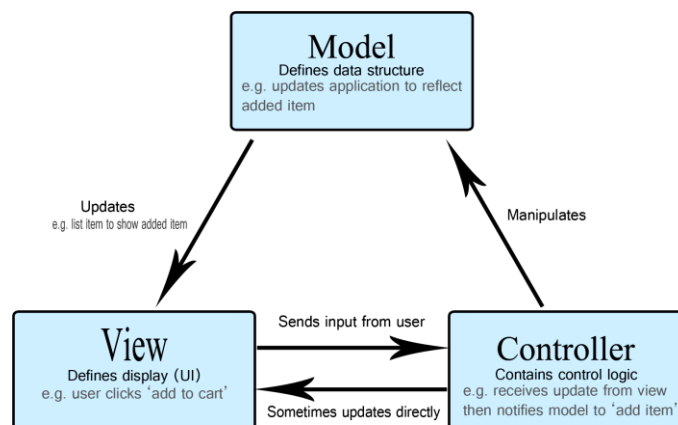 Model
Defines data structure
e.g. updates application to reflect
added item
Updates
e.g. list item to show added item
Manipulates
View
Defines display (UI)
e.g. user clicks ‘add to cart’
Sends input from user
Sometimes updates directly
Controller
Contains control logic
e.g. receives update from view
then notifies model to ‘add item’